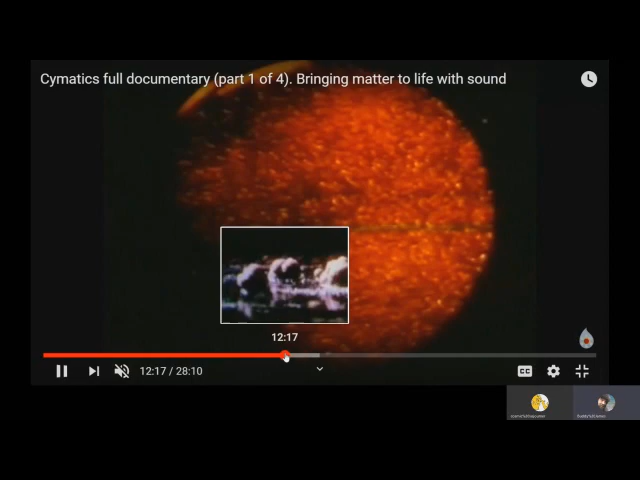 Cymatics full documentary (part 1 of 4). Bringing matter to life with sound
12:17
12:17 / 28:10
CC